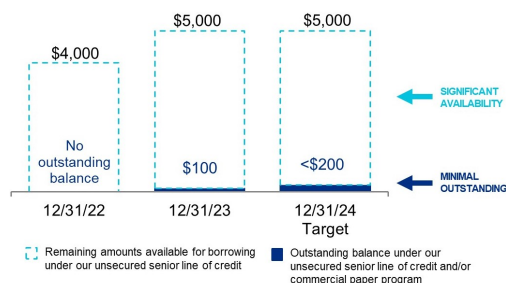 $4,000
$5,000
$5,000
No
outstanding
balance
$100
<$200
SIGNIFICANT
AVAILABILITY
MINIMAL
OUTSTANDING
12/31/22
12/31/23
12/31/24
Target
Remaining amounts available for borrowing
under our unsecured senior line of credit
Outstanding balance under our
unsecured senior line of credit and/or
commercial paper program